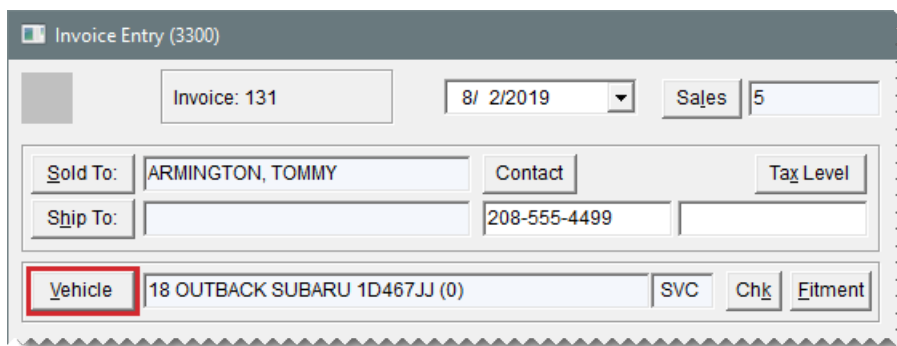 Invoice Entry (3300)
Invoice: 131 8/ 2/2019 Sales 5
Sold To: ARMINGTON, TOMMY Contact Tax Level
Ship To: 208-555-4499
Vehicle 18 OUTBACK SUBARU 1D467JJ (0) SVC Chk Fitment